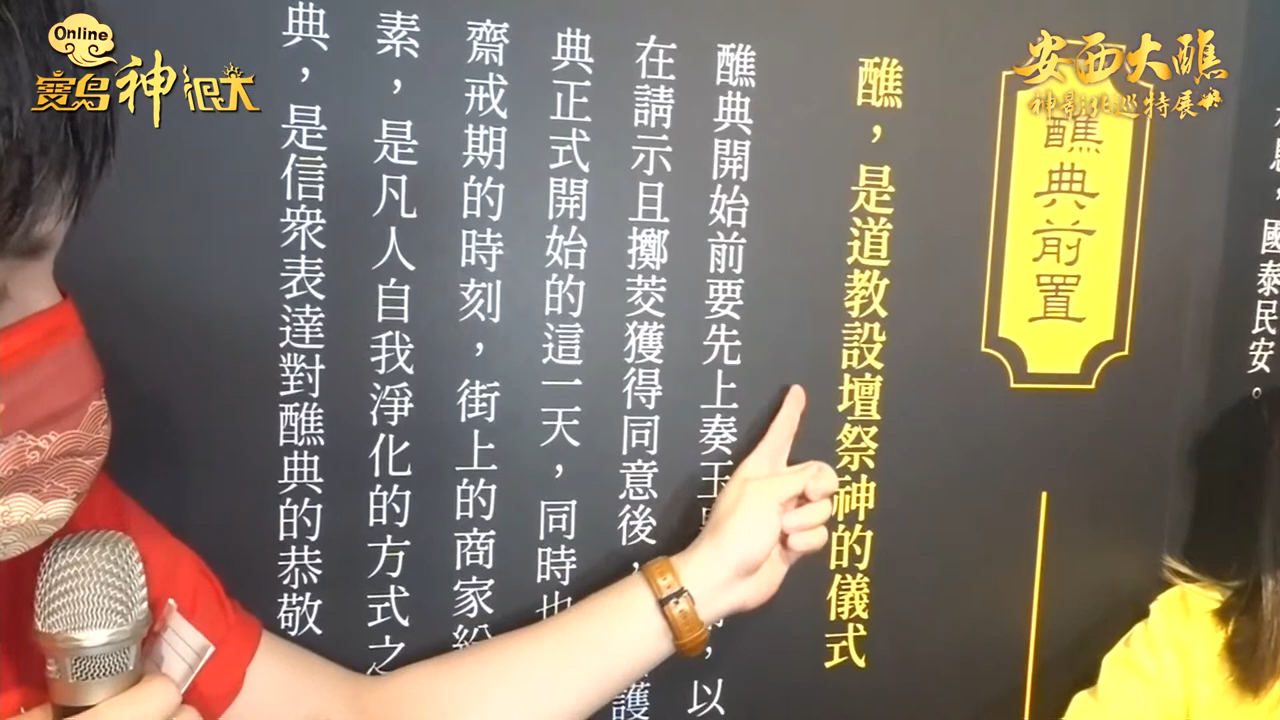 Online
寶島神很大
安西大醮
神影外巡特展
國泰民安。
醮典前置
醮，是道教設壇祭神的儀式
醮典開始前要先上奏玉
，以
在請示且擲茭獲得同意後，
護
典正式開始的這一天，同時也
齋戒期的時刻，街上的商家紛
素，是凡人自我淨化的方式之
典，是信眾表達對醮典的恭敬